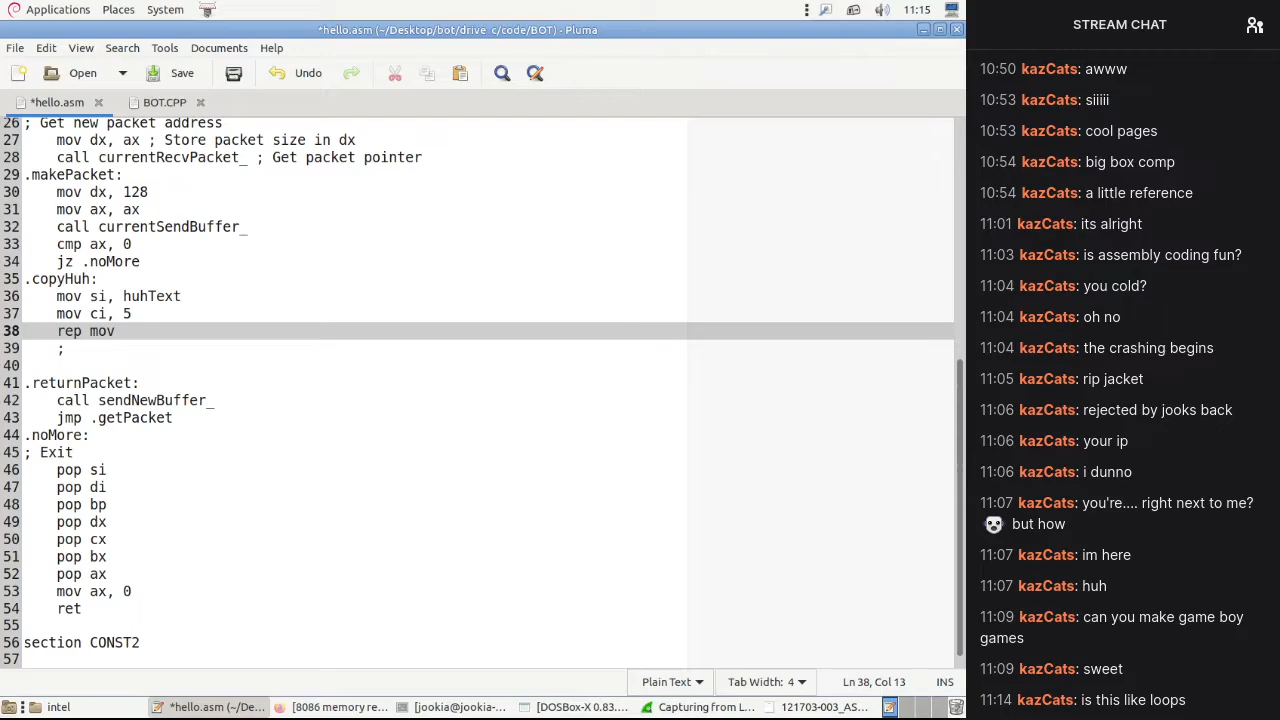 Applications Places System 11:15
*hello.asm (~/Desktop/bot/drive_c/code/BOT) - Pluma
File Edit View Search Tools Documents Help
Open Save Undo
*hello.asm BOT.CPP
26 ; Get new packet address
27 mov dx, ax ; Store packet size in dx
28 call currentRecvPacket_ ; Get packet pointer
29 .makePacket:
30 mov dx, 128
31 mov ax, ax
32 call currentSendBuffer_
33 cmp ax, 0
34 jz .noMore
35 .copyHuh:
36 mov si, huhText
37 mov ci, 5
38 rep mov
39 ;
40
41 .returnPacket:
42 call sendNewBuffer_
43 jmp .getPacket
44 .noMore:
45 ; Exit
46 pop si
47 pop di
48 pop bp
49 pop dx
50 pop cx
51 pop bx
52 pop ax
53 mov ax, 0
54 ret
55
56 section CONST2
57
Plain Text Tab Width: 4 Ln 38, Col 13 INS
intel *hello.asm (~/De... [8086 memory re... [jookia@jookia-... [DOSBox-X 0.83.... Capturing from L... 121703-003_AS...
STREAM CHAT
10:50 kazCats: awww
10:53 kazCats: siiiii
10:53 kazCats: cool pages
10:54 kazCats: big box comp
10:54 kazCats: a little reference
11:01 kazCats: its alright
11:03 kazCats: is assembly coding fun?
11:04 kazCats: you cold?
11:04 kazCats: oh no
11:04 kazCats: the crashing begins
11:05 kazCats: rip jacket
11:06 kazCats: rejected by jooks back
11:06 kazCats: your ip
11:06 kazCats: i dunno
11:07 kazCats: you're.... right next to me?
but how
11:07 kazCats: im here
11:07 kazCats: huh
11:09 kazCats: can you make game boy
games
11:09 kazCats: sweet
11:14 kazCats: is this like loops